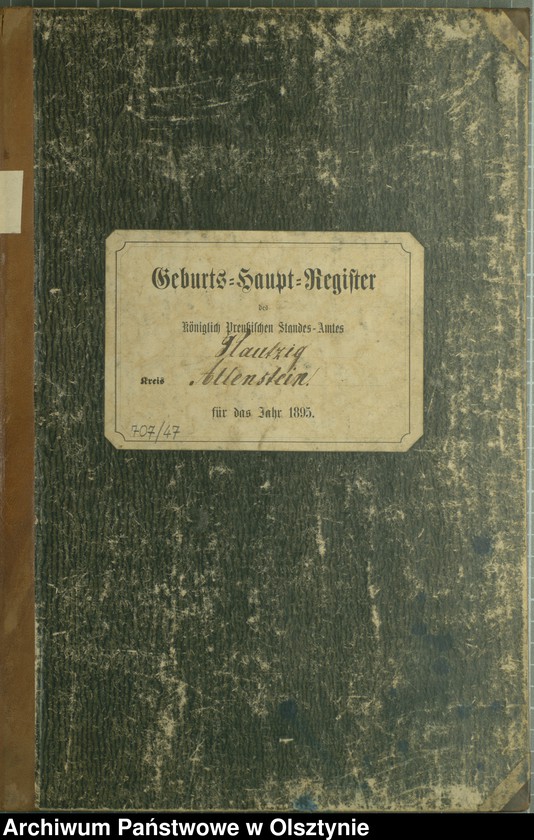 Geburts-Haupt-Register
des
Königlich Preußischen Standes-Amtes
Plautzig
Kreis Allenstein
für das Jahr 1895.
707/47
Archiwum Państwowe w Olsztynie